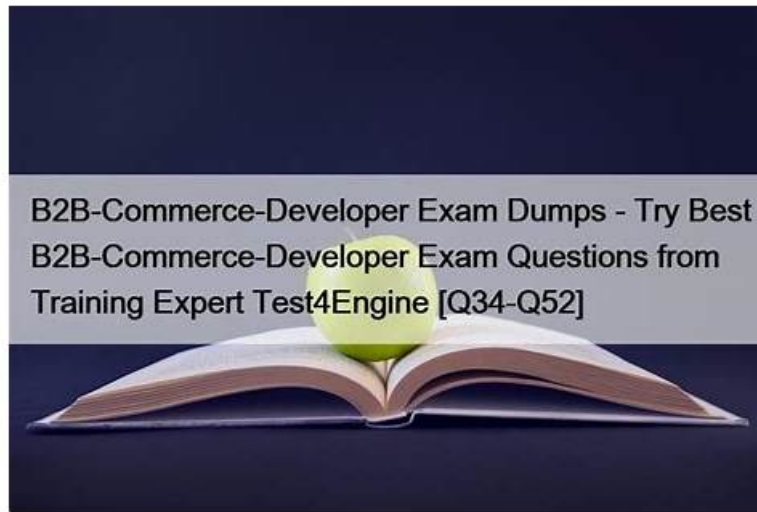 B2B-Commerce-Developer Exam Dumps - Try Best
B2B-Commerce-Developer Exam Questions from
Training Expert Test4Engine [Q34-Q52]